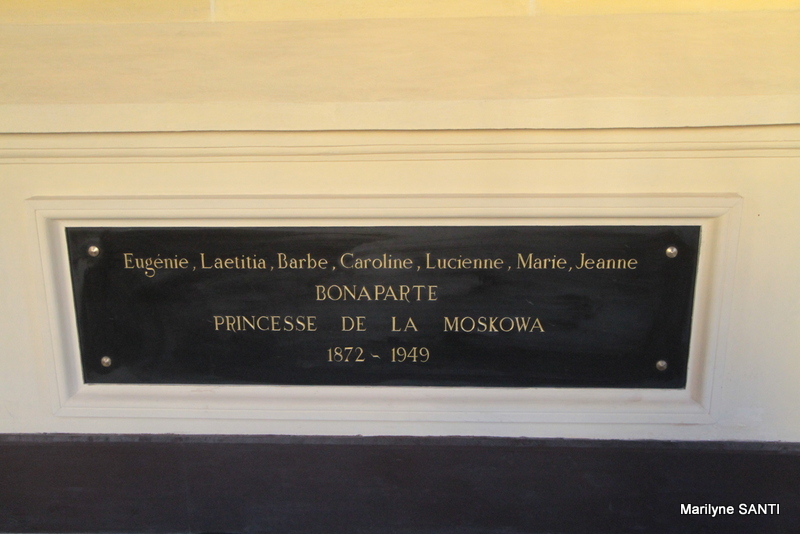 Eugénie, Laetitia, Barbe, Caroline, Lucienne, Marie, Jeanne
BONAPARTE
PRINCESSE DE LA MOSKOWA
1872 ~ 1949
Marilyne SANTI